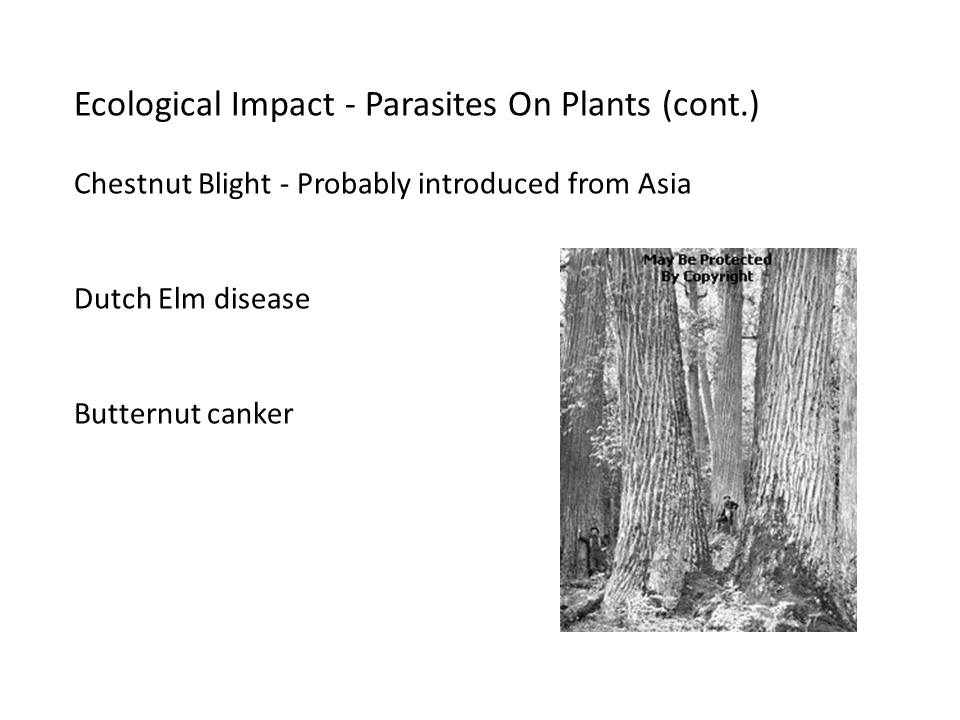 Ecological Impact - Parasites On Plants (cont.)
Chestnut Blight - Probably introduced from Asia
May Be Protected
By Copyright
Dutch Elm disease
Butternut canker